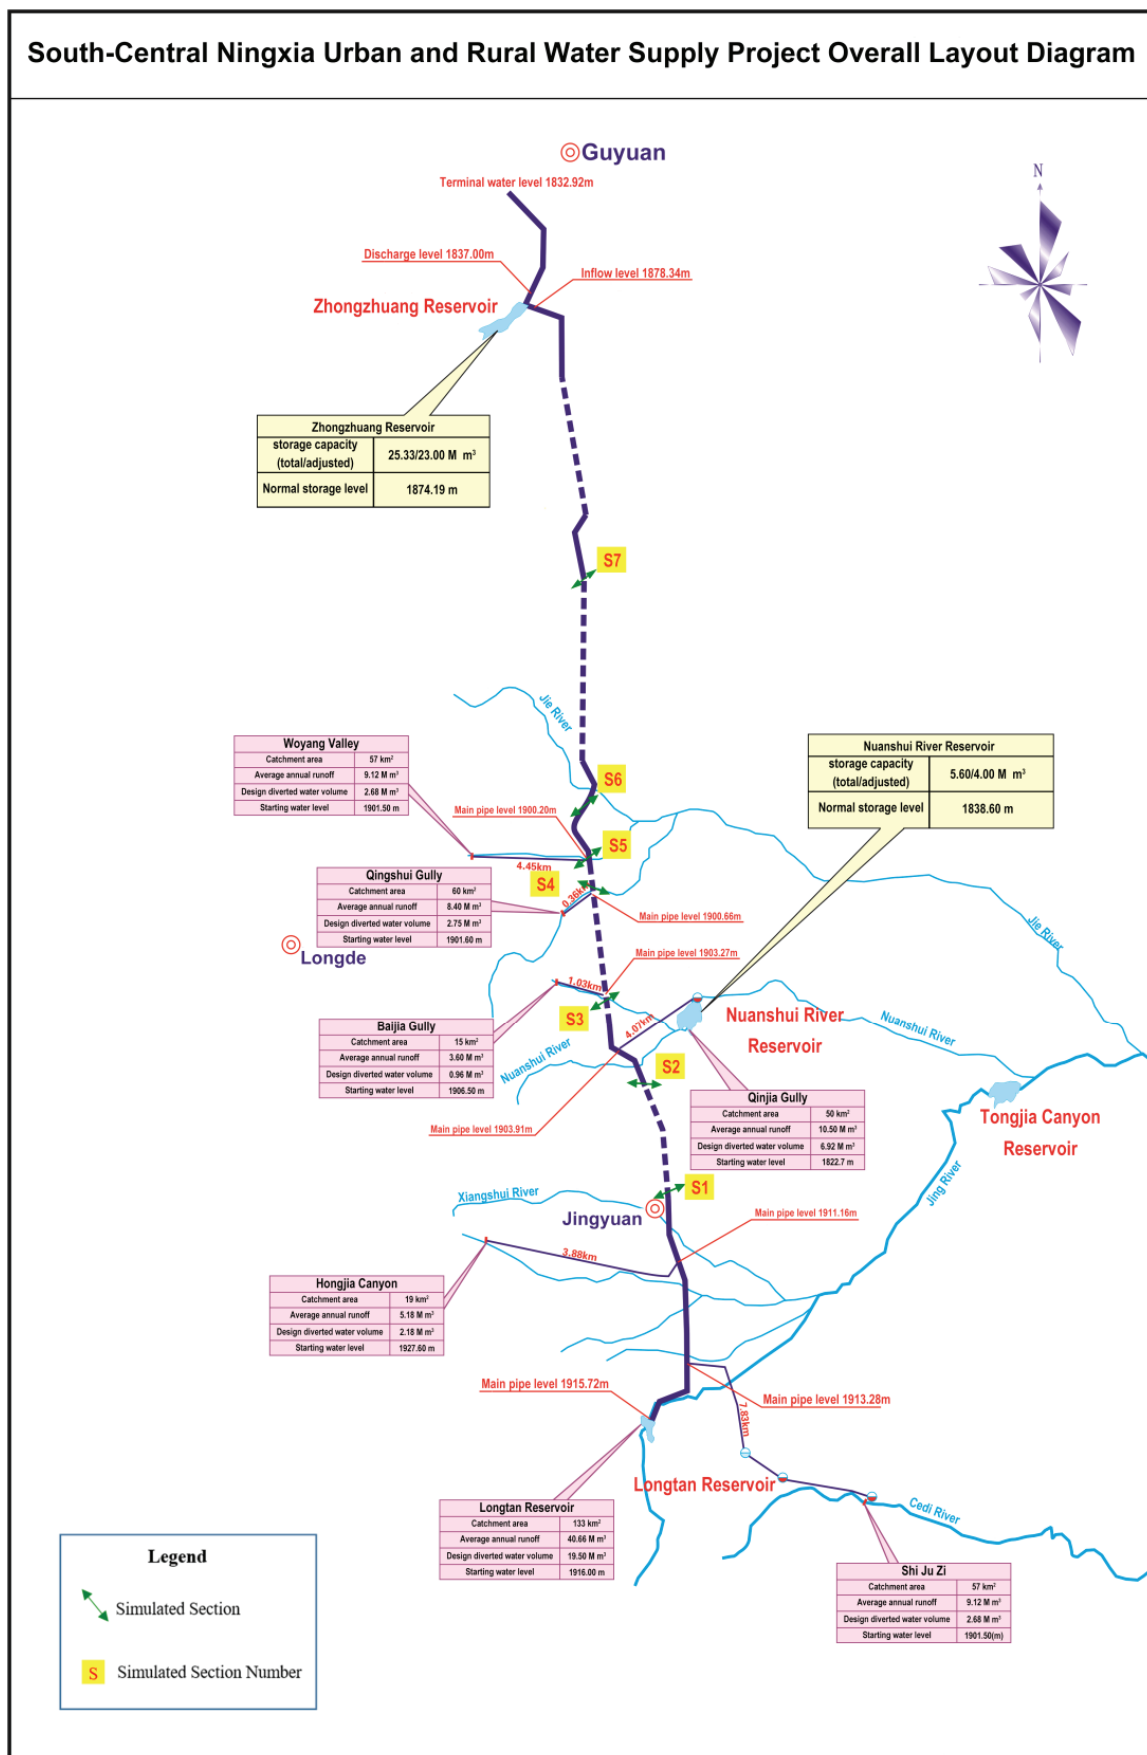 South-Central Ningxia Urban and Rural Water Supply Project Overall Layout Diagram
Guyuan
N
Terminal water level 1832.92m
Discharge level 1837.00m
Inflow level 1878.34m
Zhongzhuang Reservoir
Zhongzhuang Reservoir
storage capacity
(total/adjusted)
25.33/23.00 M m³
Normal storage level
1874.19 m
S7
Jie River
Woyang Valley
Catchment area 57 km²
Average annual runoff 9.12 M m³
Design diverted water volume 2.68 M m³
Starting water level 1901.50 m
Nuanshui River Reservoir
storage capacity
(total/adjusted)
5.60/4.00 M m³
Normal storage level
1838.60 m
S6
Main pipe level 1900.20m
S5
4.45km
S4
0.36km
Qingshui Gully
Catchment area 60 km²
Average annual runoff 8.40 M m³
Design diverted water volume 2.75 M m³
Starting water level 1901.60 m
Main pipe level 1900.66m
Jie River
Longde
Main pipe level 1903.27m
1.03km
S3
4.07km
Nuanshui River
Reservoir
Nuanshui River
Baijia Gully
Catchment area 15 km²
Average annual runoff 3.60 M m³
Design diverted water volume 0.96 M m³
Starting water level 1906.50 m
Nuanshui River
S2
Qinjia Gully
Catchment area 50 km²
Average annual runoff 10.50 M m³
Design diverted water volume 6.92 M m³
Starting water level 1822.7 m
Tongjia Canyon
Reservoir
Main pipe level 1903.91m
Jing River
Xiangshui River
S1
Jingyuan
Main pipe level 1911.16m
3.88km
Hongjia Canyon
Catchment area 19 km²
Average annual runoff 5.18 M m³
Design diverted water volume 2.18 M m³
Starting water level 1927.60 m
Main pipe level 1915.72m
Main pipe level 1913.28m
7.83km
Longtan Reservoir
Cedi River
Longtan Reservoir
Catchment area 133 km²
Average annual runoff 40.66 M m³
Design diverted water volume 19.50 M m³
Starting water level 1916.00 m
Shi Ju Zi
Catchment area 57 km²
Average annual runoff 9.12 M m³
Design diverted water volume 2.68 M m³
Starting water level 1901.50(m)
Legend
Simulated Section
S Simulated Section Number